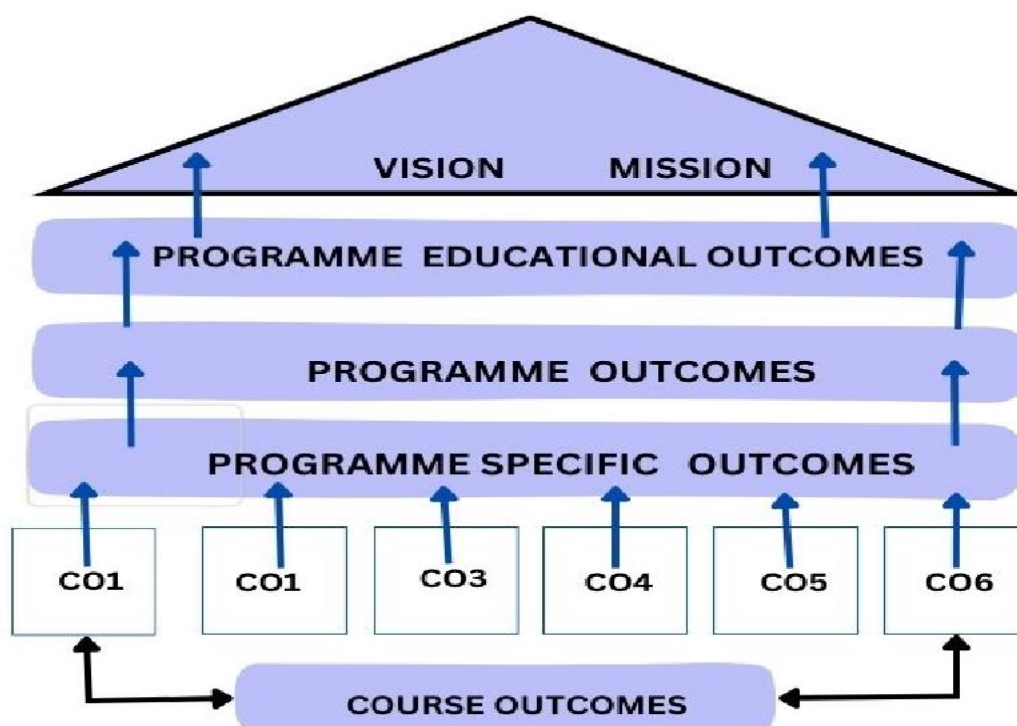 VISION MISSION
PROGRAMME EDUCATIONAL OUTCOMES
PROGRAMME OUTCOMES
PROGRAMME SPECIFIC OUTCOMES
CO1 CO1 CO3 CO4 CO5 CO6
COURSE OUTCOMES